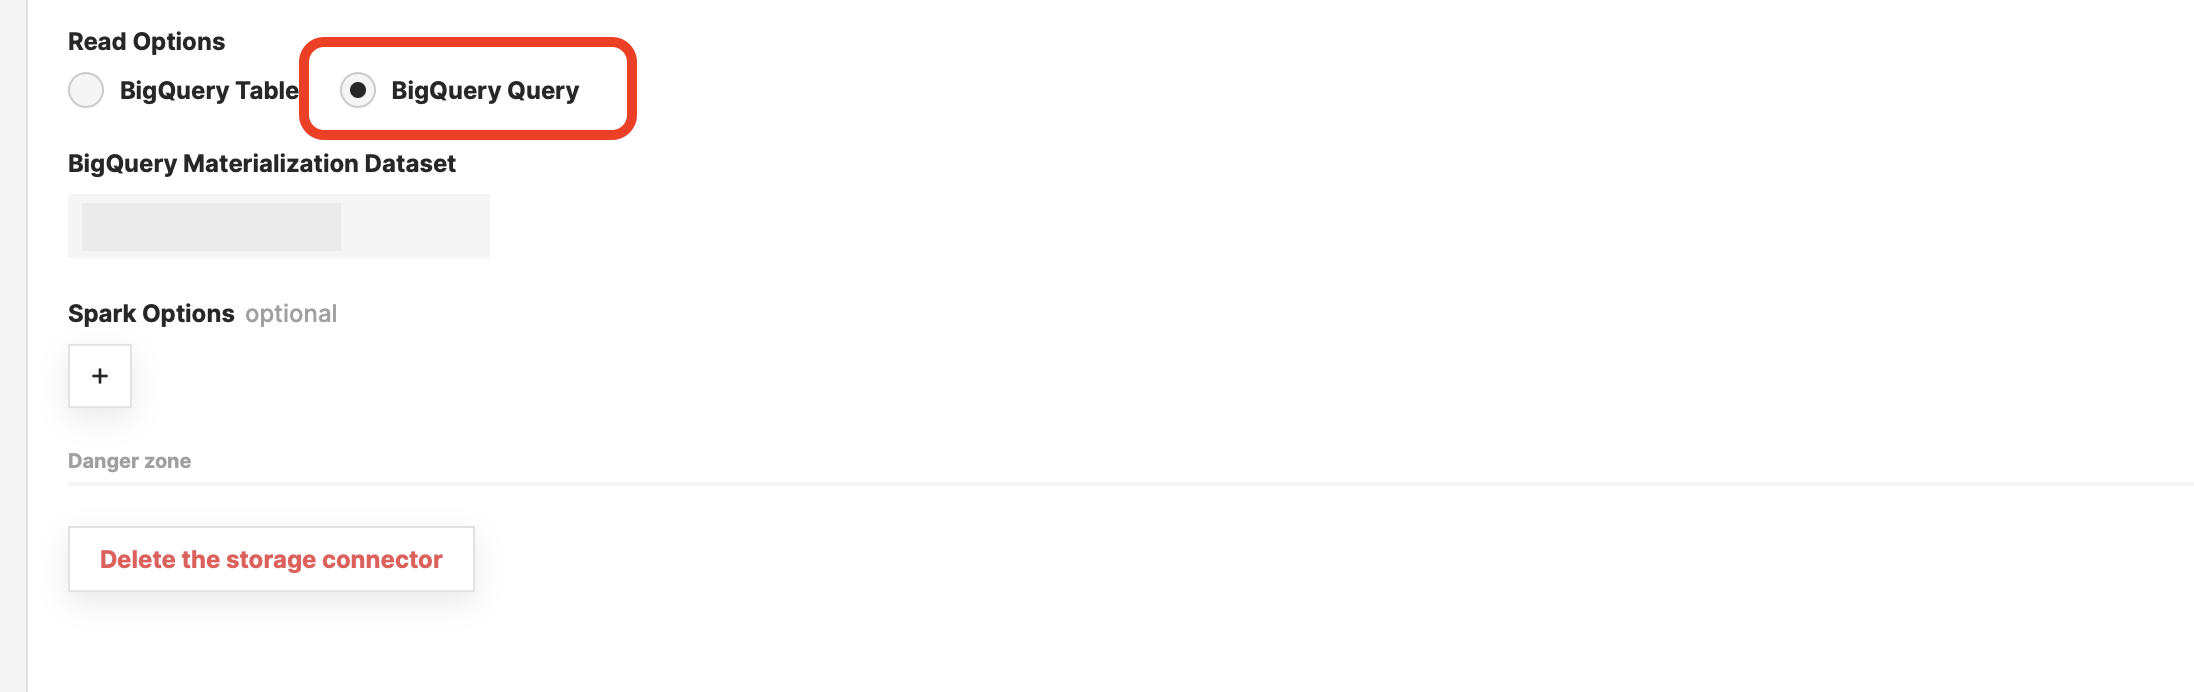 Read Options
BigQuery Table BigQuery Query
BigQuery Materialization Dataset
Spark Options optional
+
Danger zone
Delete the storage connector